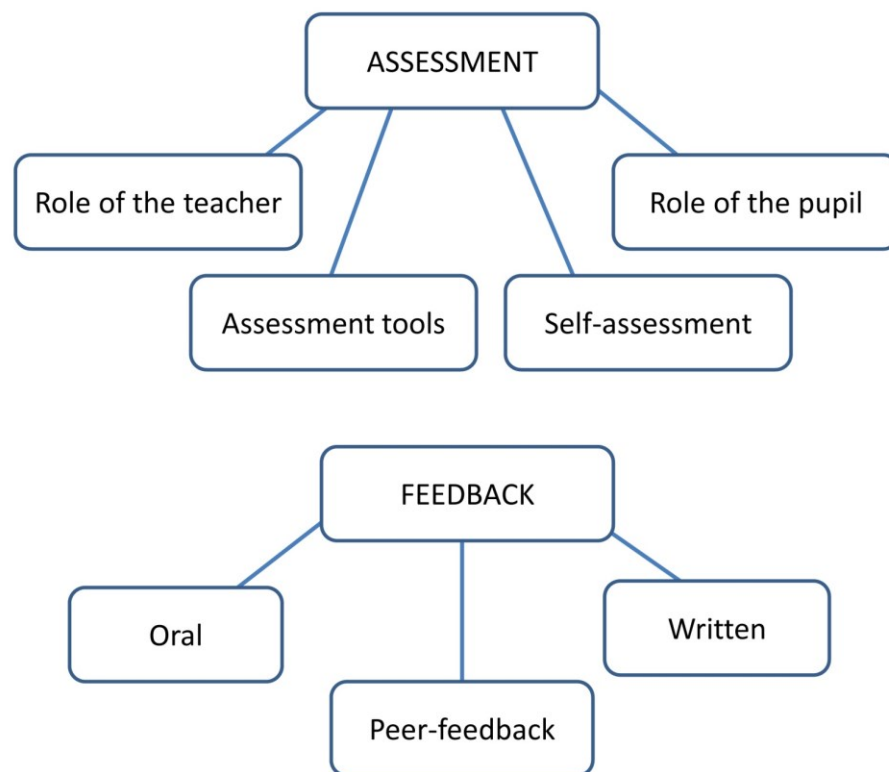 ASSESSMENT
Role of the teacher
Role of the pupil
Assessment tools
Self-assessment
FEEDBACK
Oral
Written
Peer-feedback